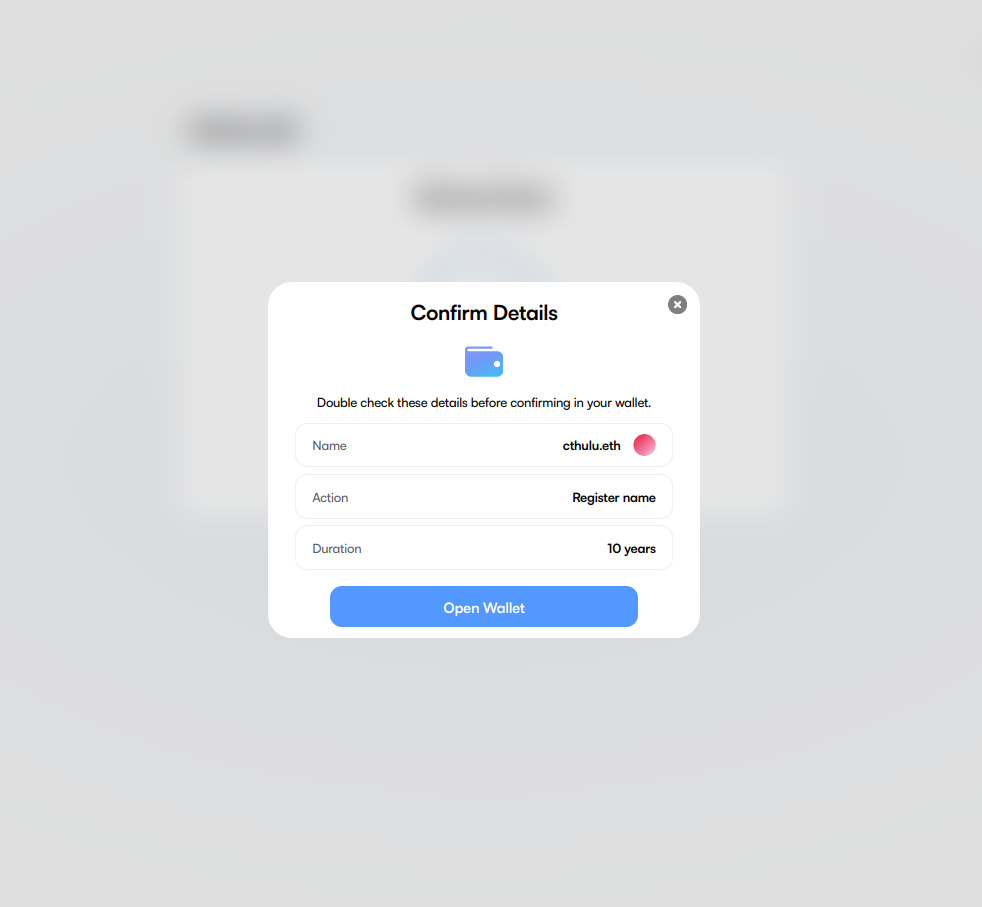 Confirm Details
Double check these details before confirming in your wallet.
Name cthulu.eth
Action Register name
Duration 10 years
Open Wallet